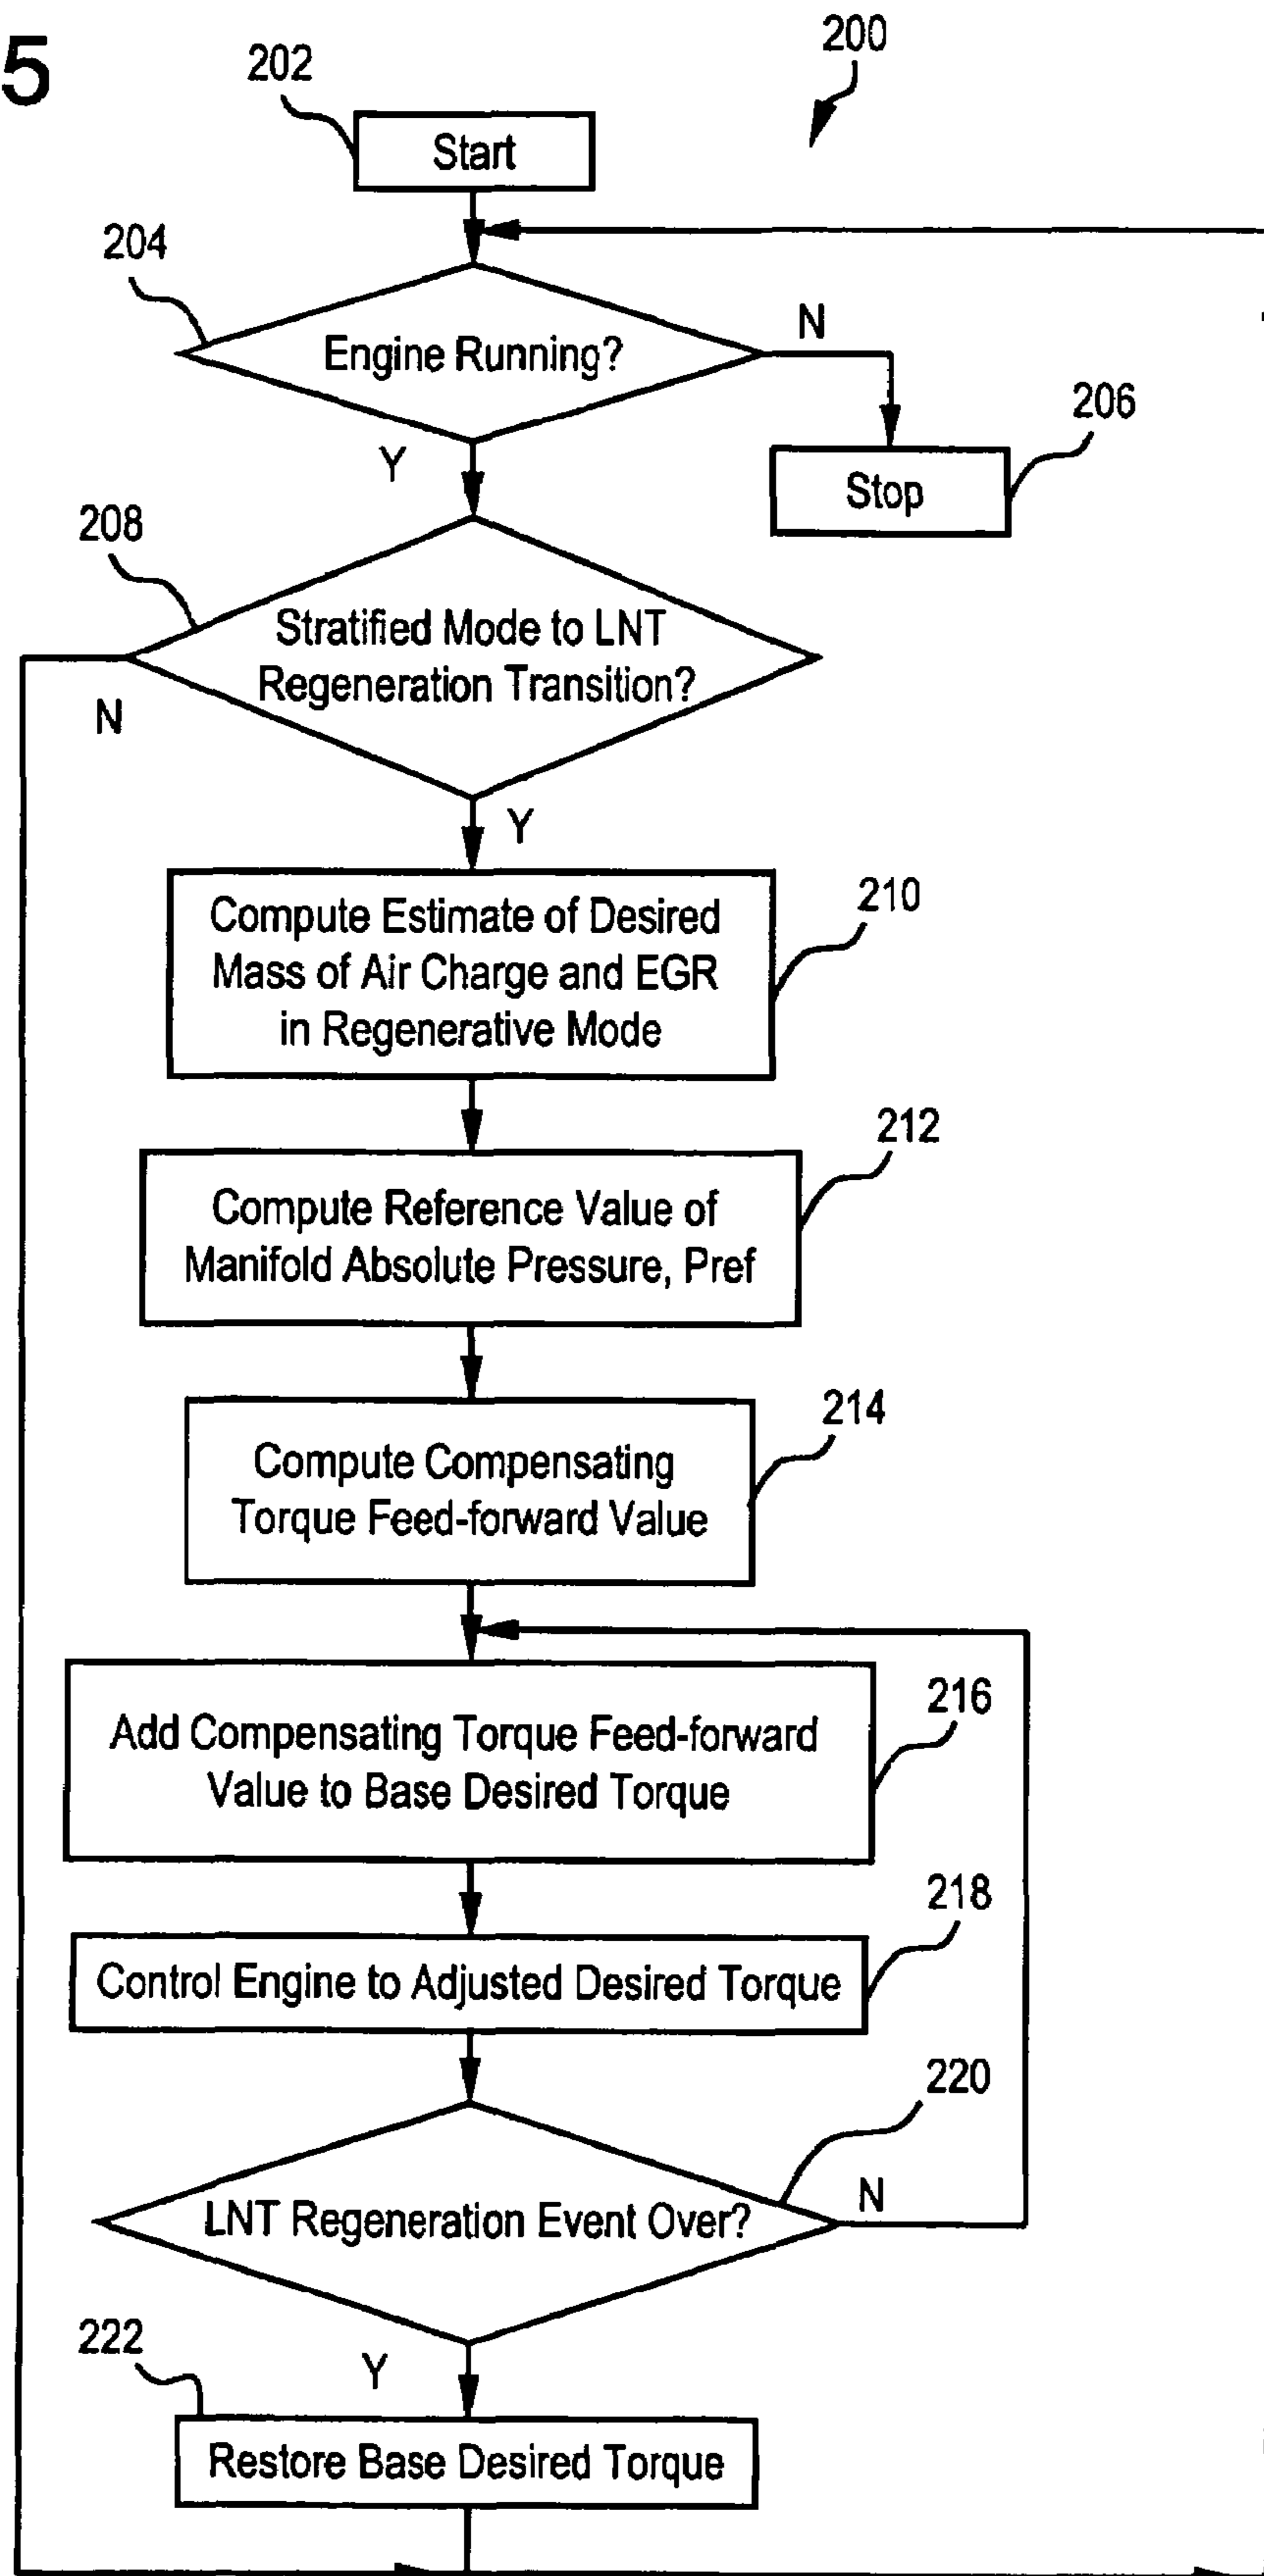 5
200
202
Start
204
Engine Running?
N
Y
206
Stop
208
Stratified Mode to LNT
Regeneration Transition?
N
Y
210
Compute Estimate of Desired
Mass of Air Charge and EGR
in Regenerative Mode
212
Compute Reference Value of
Manifold Absolute Pressure, Pref
214
Compute Compensating
Torque Feed-forward Value
216
Add Compensating Torque Feed-forward
Value to Base Desired Torque
218
Control Engine to Adjusted Desired Torque
220
LNT Regeneration Event Over?
N
Y
222
Restore Base Desired Torque